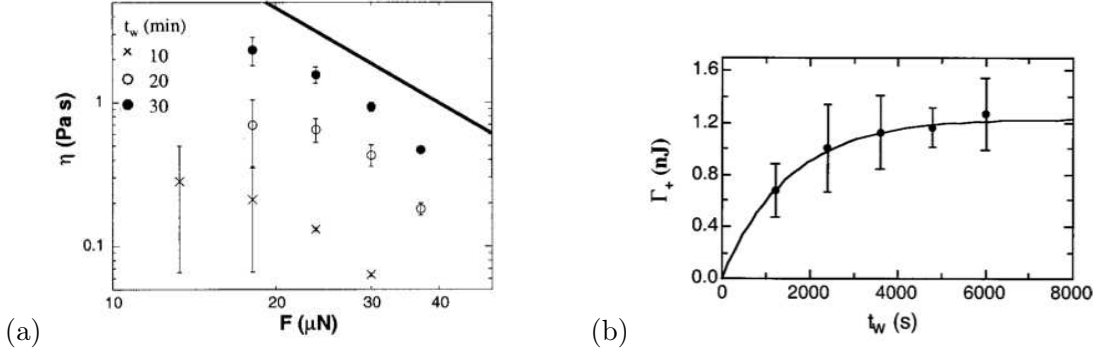 t_w (min)
× 10
○ 20
● 30
1
0.1
η (Pa s)
10 20 30 40
F (μN)
(a)
1.6
1.2
0.8
0.4
0.0
Γ₊ (nJ)
0 2000 4000 6000 8000
t_W (s)
(b)